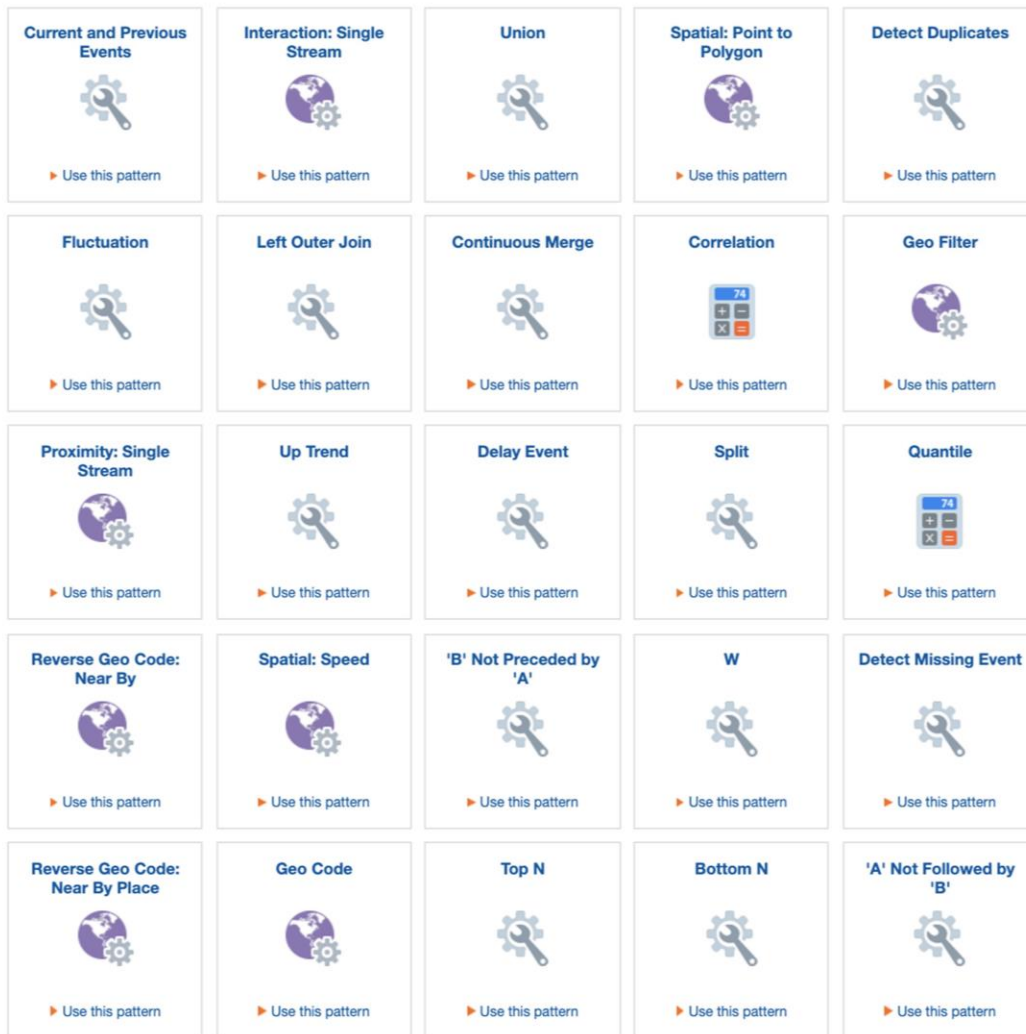 Current and Previous
Events
Interaction: Single
Stream
Union
Spatial: Point to
Polygon
Detect Duplicates
Use this pattern
Use this pattern
Use this pattern
Use this pattern
Use this pattern
Fluctuation
Left Outer Join
Continuous Merge
Correlation
Geo Filter
74
+ −
X =
Use this pattern
Use this pattern
Use this pattern
Use this pattern
Use this pattern
Proximity: Single
Stream
Up Trend
Delay Event
Split
Quantile
74
+ −
X =
Use this pattern
Use this pattern
Use this pattern
Use this pattern
Use this pattern
Reverse Geo Code:
Near By
Spatial: Speed
'B' Not Preceded by
'A'
W
Detect Missing Event
Use this pattern
Use this pattern
Use this pattern
Use this pattern
Use this pattern
Reverse Geo Code:
Near By Place
Geo Code
Top N
Bottom N
'A' Not Followed by
'B'
Use this pattern
Use this pattern
Use this pattern
Use this pattern
Use this pattern